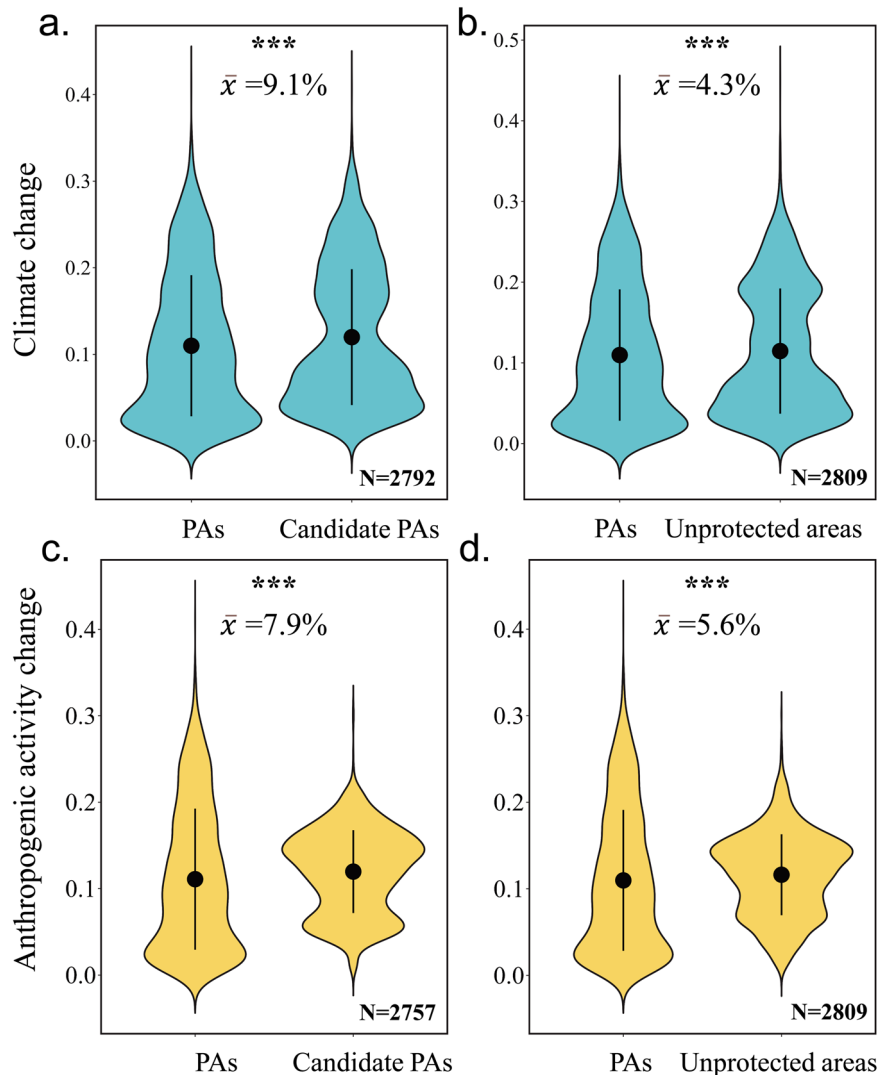 a.
***
x̄ =9.1%
Climate change
0.4
0.3
0.2
0.1
0.0
N=2792
PAs
Candidate PAs
b.
***
x̄ =4.3%
0.5
0.4
0.3
0.2
0.1
0.0
N=2809
PAs
Unprotected areas
c.
***
x̄ =7.9%
Anthropogenic activity change
0.4
0.3
0.2
0.1
0.0
N=2757
PAs
Candidate PAs
d.
***
x̄ =5.6%
0.4
0.3
0.2
0.1
0.0
N=2809
PAs
Unprotected areas